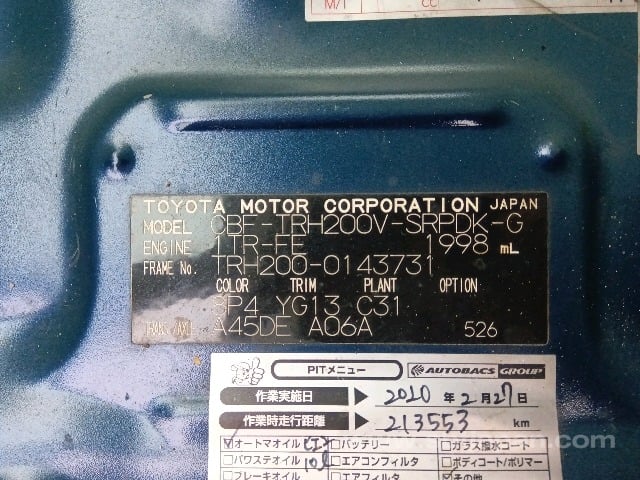 M/T CC
TOYOTA MOTOR CORPORATION JAPAN
MODEL CBF-TRH200V-SRPDK-G
ENGINE 1TR-FE 1998 mL
FRAME No. TRH200-0143731
COLOR TRIM PLANT OPTION
8P4 YG13 C31
TRANS./AXLE A45DE A06A 526
PITメニュー AUTOBACS GROUP
作業実施日 2010 年 2 月 27 日
作業時走行距離 213553 km
オートマオイル バッテリー ガラス撥水コート
パワステオイル 10l エアコンフィルタ ボディコート/ポリマー
ブレーキオイル エアフィルタ その他